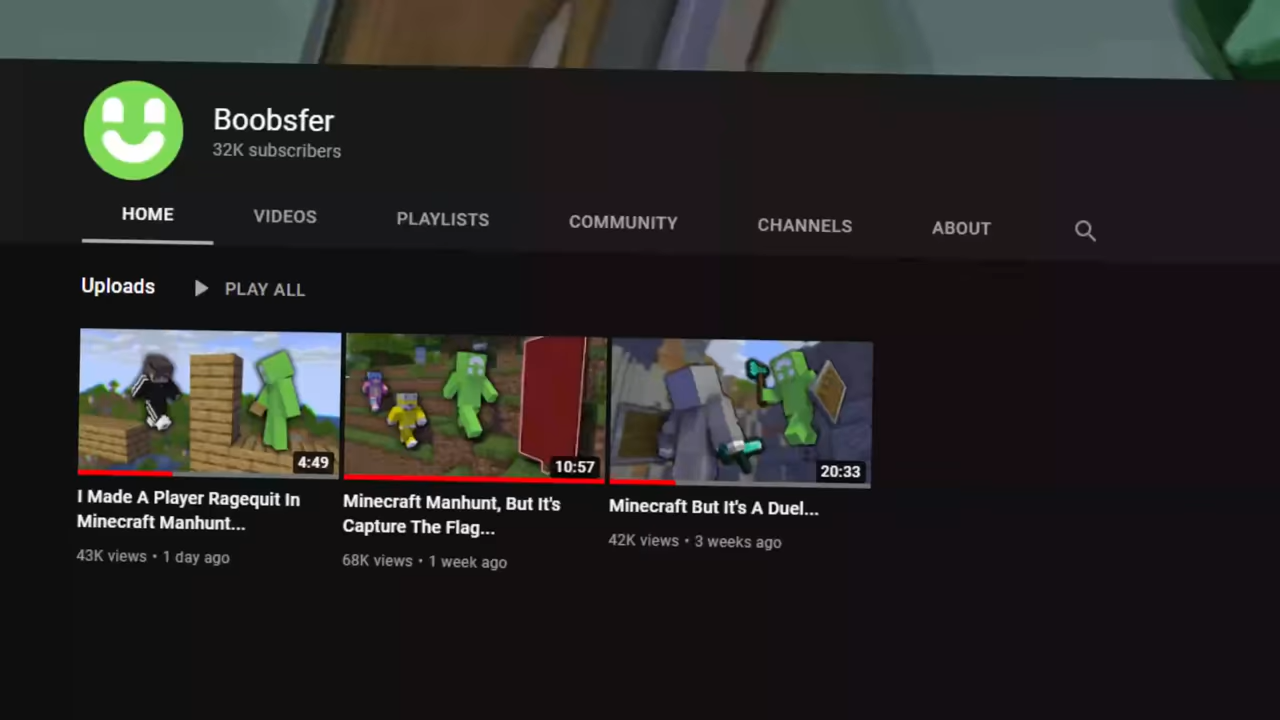 Boobsfer
32K subscribers
HOME VIDEOS PLAYLISTS COMMUNITY CHANNELS ABOUT
Uploads PLAY ALL
4:49
10:57
20:33
I Made A Player Ragequit In
Minecraft Manhunt...
43K views • 1 day ago
Minecraft Manhunt, But It's
Capture The Flag...
68K views • 1 week ago
Minecraft But It's A Duel...
42K views • 3 weeks ago